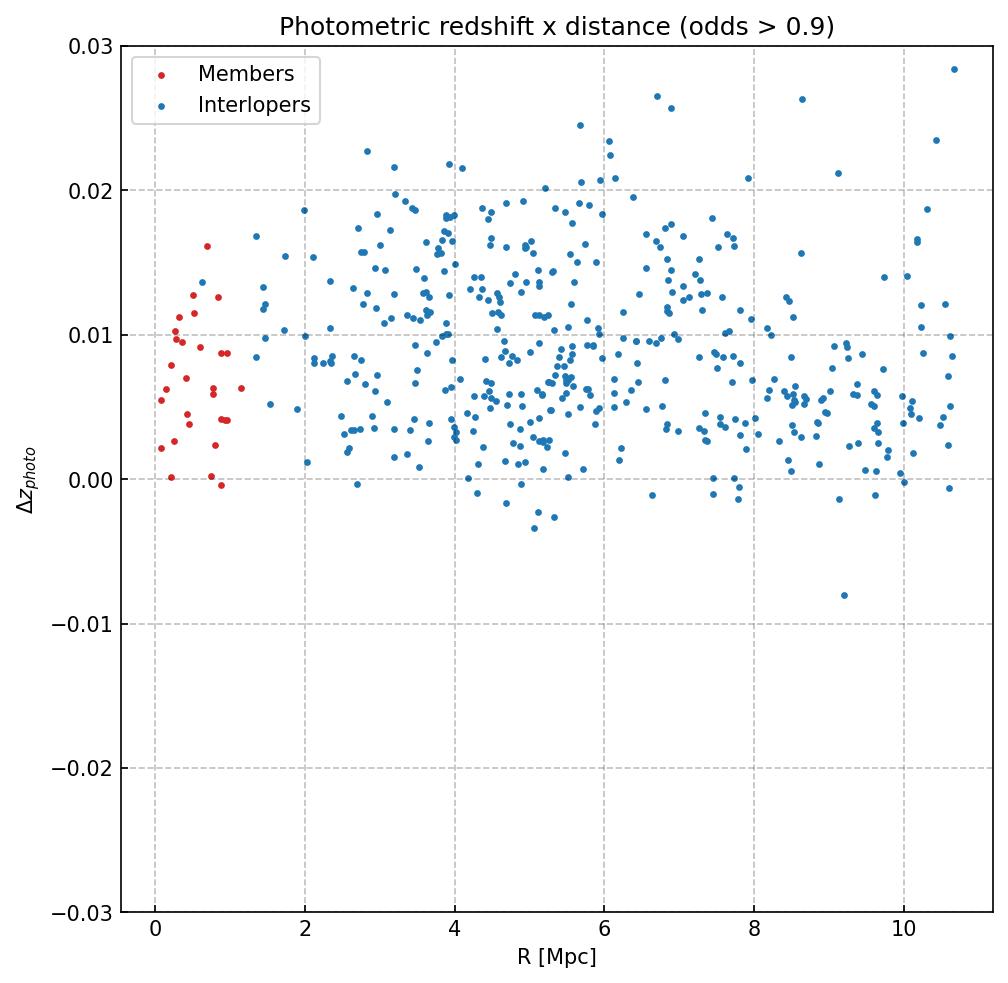 Photometric redshift x distance (odds > 0.9)
Members
Interlopers
0.03
0.02
0.01
0.00
−0.01
−0.02
−0.03
Δz_photo
0 2 4 6 8 10
R [Mpc]